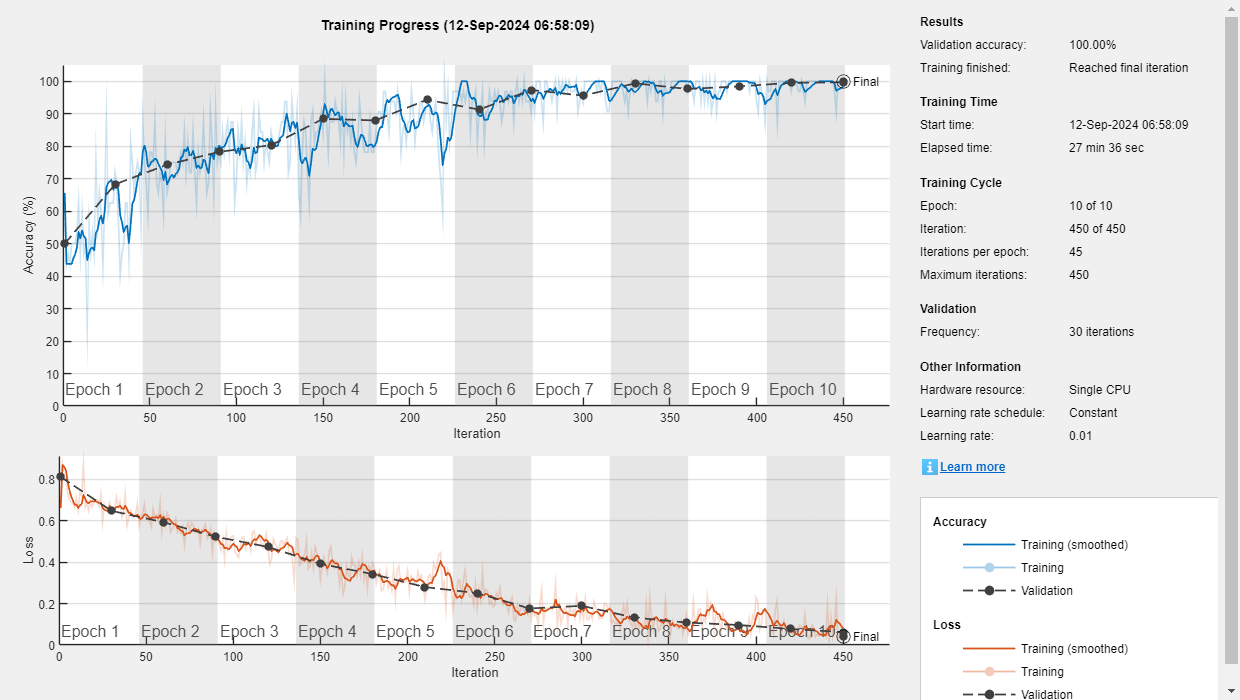 Training Progress (12-Sep-2024 06:58:09)
Accuracy (%)
100
90
80
70
60
50
40
30
20
10
0
Final
Epoch 1 Epoch 2 Epoch 3 Epoch 4 Epoch 5 Epoch 6 Epoch 7 Epoch 8 Epoch 9 Epoch 10
0 50 100 150 200 250 300 350 400 450
Iteration
Loss
0.8
0.6
0.4
0.2
0
Epoch 1 Epoch 2 Epoch 3 Epoch 4 Epoch 5 Epoch 6 Epoch 7 Epoch 8 Epoch 9 Epoch 10
Final
0 50 100 150 200 250 300 350 400 450
Iteration
Results
Validation accuracy: 100.00%
Training finished: Reached final iteration
Training Time
Start time: 12-Sep-2024 06:58:09
Elapsed time: 27 min 36 sec
Training Cycle
Epoch: 10 of 10
Iteration: 450 of 450
Iterations per epoch: 45
Maximum iterations: 450
Validation
Frequency: 30 iterations
Other Information
Hardware resource: Single CPU
Learning rate schedule: Constant
Learning rate: 0.01
i Learn more
Accuracy
Training (smoothed)
Training
Validation
Loss
Training (smoothed)
Training
Validation